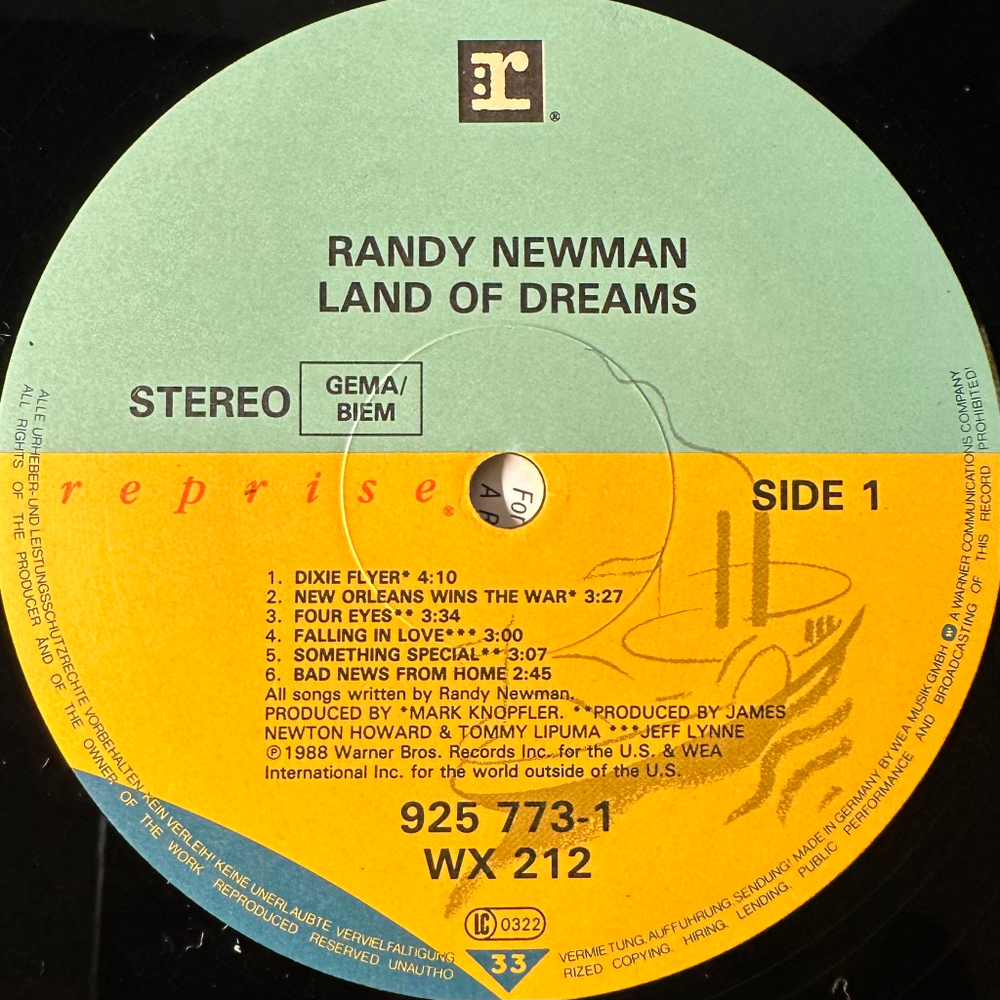 r
®
RANDY NEWMAN
LAND OF DREAMS
STEREO
GEMA/
BIEM
reprise®
SIDE 1
For
A
1. DIXIE FLYER* 4:10
2. NEW ORLEANS WINS THE WAR* 3:27
3. FOUR EYES** 3:34
4. FALLING IN LOVE*** 3:00
5. SOMETHING SPECIAL** 3:07
6. BAD NEWS FROM HOME 2:45
All songs written by Randy Newman.
PRODUCED BY *MARK KNOPFLER. **PRODUCED BY JAMES
NEWTON HOWARD & TOMMY LIPUMA ***JEFF LYNNE
℗1988 Warner Bros. Records Inc. for the U.S. & WEA
International Inc. for the world outside of the U.S.
925 773-1
WX 212
LC 0322
33
ALLE URHEBER- UND LEISTUNGSSCHUTZRECHTE VORBEHALTEN KEIN VERLEIH! KEINE UNERLAUBTE VERVIELFALTIGUNG
VERMIETUNG, AUFFUHRUNG, SENDUNG! MADE IN GERMANY BY WEA MUSIK GMBH W A WARNER COMMUNICATIONS COMPANY
ALL RIGHTS OF THE PRODUCER AND OF THE OWNER OF THE WORK REPRODUCED RESERVED. UNAUTHO
RIZED COPYING, HIRING, LENDING, PUBLIC PERFORMANCE AND BROADCASTING OF THIS RECORD PROHIBITED!